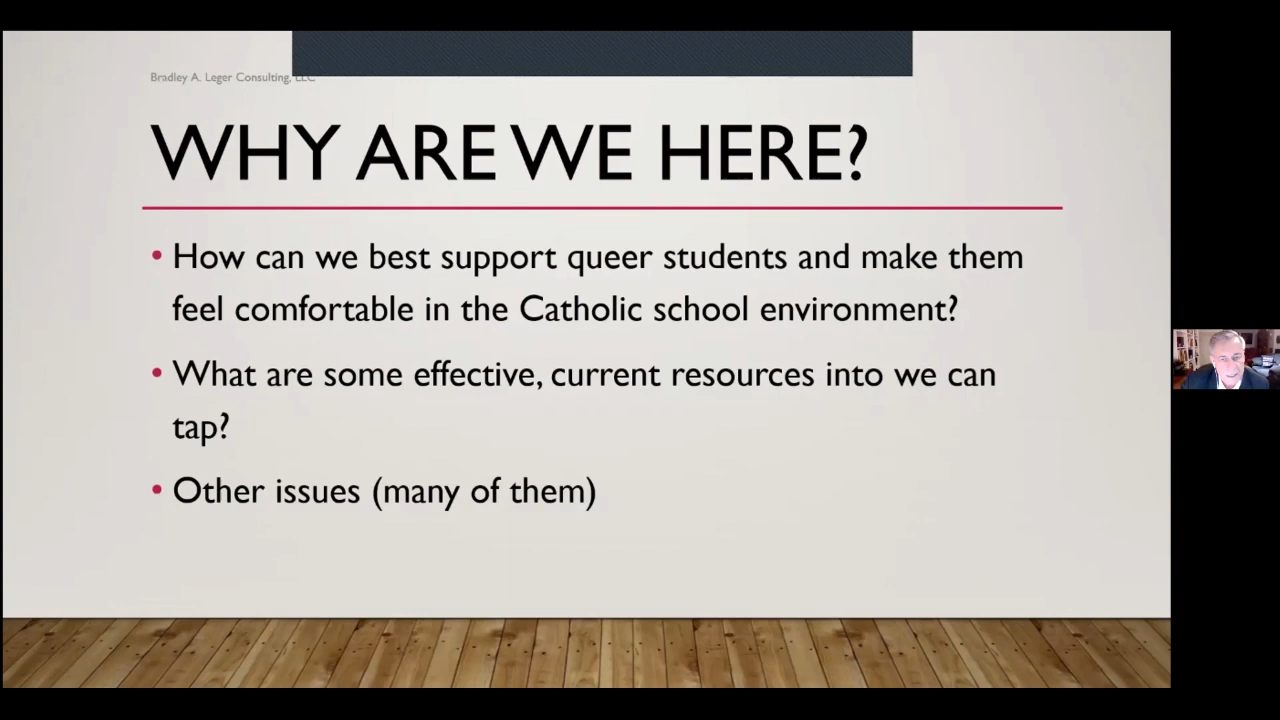 Bradley A. Leger Consulting, LLC
WHY ARE WE HERE?
• How can we best support queer students and make them
feel comfortable in the Catholic school environment?
• What are some effective, current resources into we can
tap?
• Other issues (many of them)